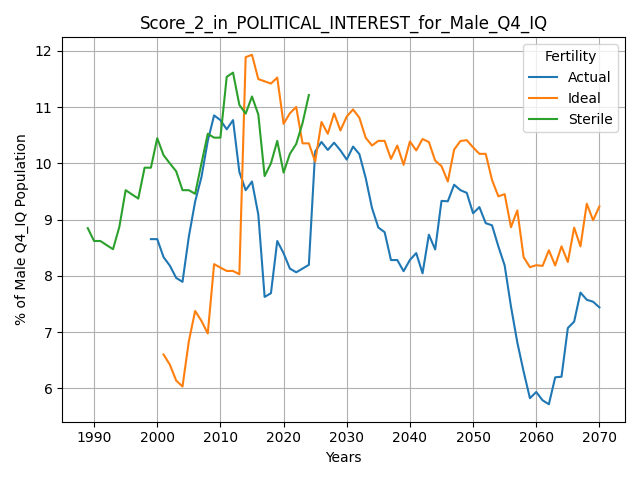 Score_2_in_POLITICAL_INTEREST_for_Male_Q4_IQ
% of Male Q4_IQ Population
12
11
10
9
8
7
6
Fertility
Actual
Ideal
Sterile
1990 2000 2010 2020 2030 2040 2050 2060 2070
Years